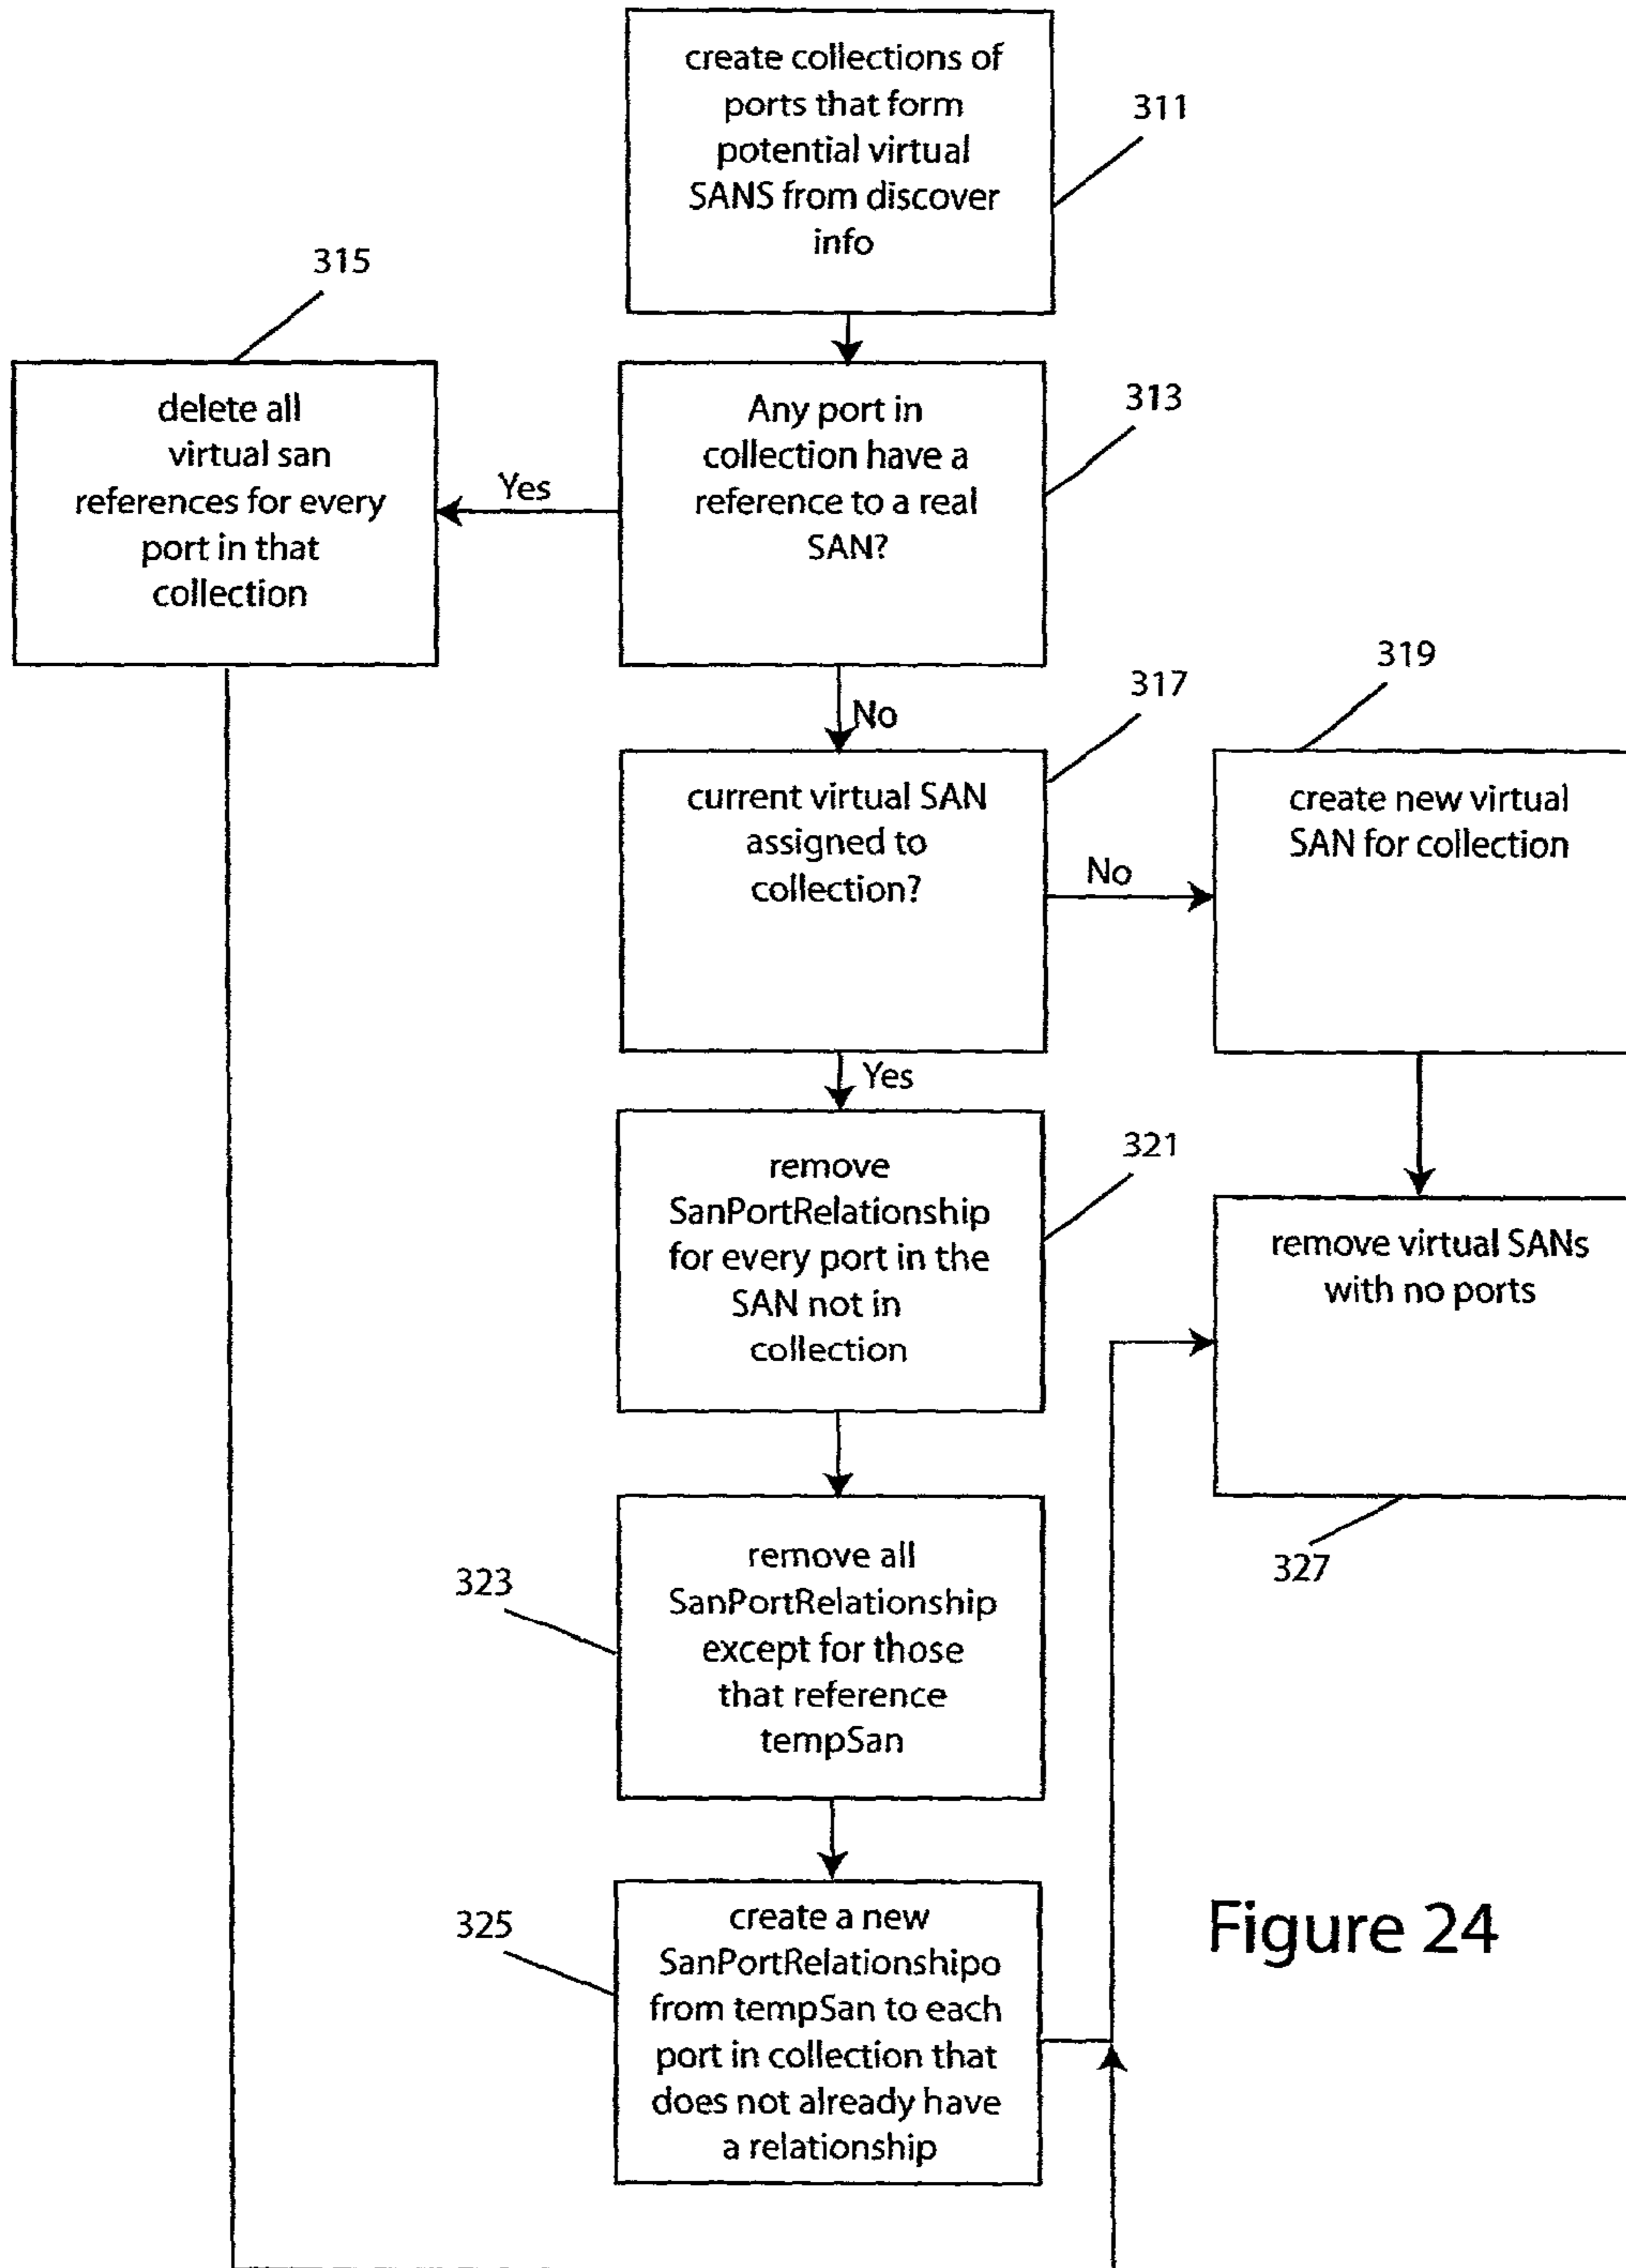 create collections of
ports that form
potential virtual
SANS from discover
info
311
315
delete all
virtual san
references for every
port in that
collection
Yes
Any port in
collection have a
reference to a real
SAN?
313
No
317
319
current virtual SAN
assigned to
collection?
No
create new virtual
SAN for collection
Yes
321
remove
SanPortRelationship
for every port in the
SAN not in
collection
remove virtual SANs
with no ports
327
323
remove all
SanPortRelationship
except for those
that reference
tempSan
325
create a new
SanPortRelationshipo
from tempSan to each
port in collection that
does not already have
a relationship
Figure 24